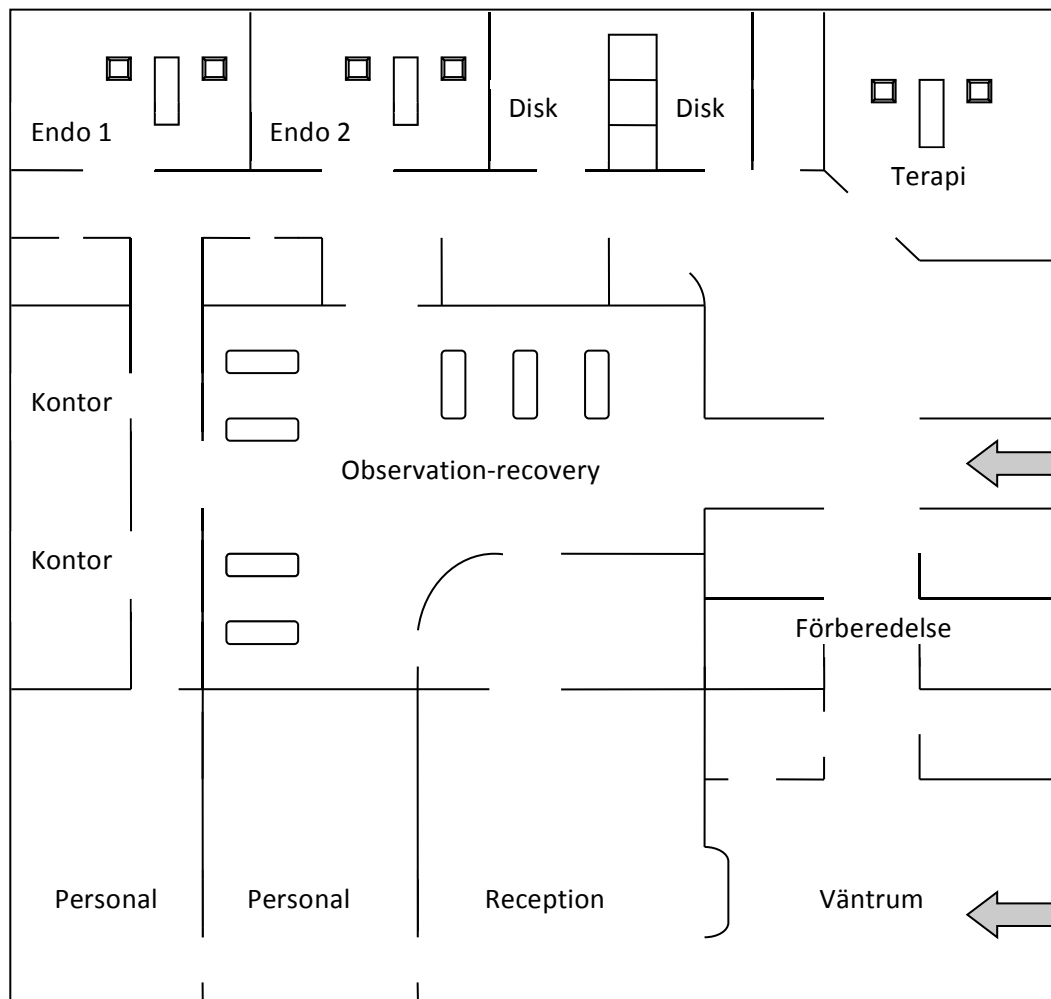 Disk
Disk
Endo 1
Endo 2
Terapi
Kontor
Observation-recovery
Kontor
Förberedelse
Personal
Personal
Reception
Väntrum